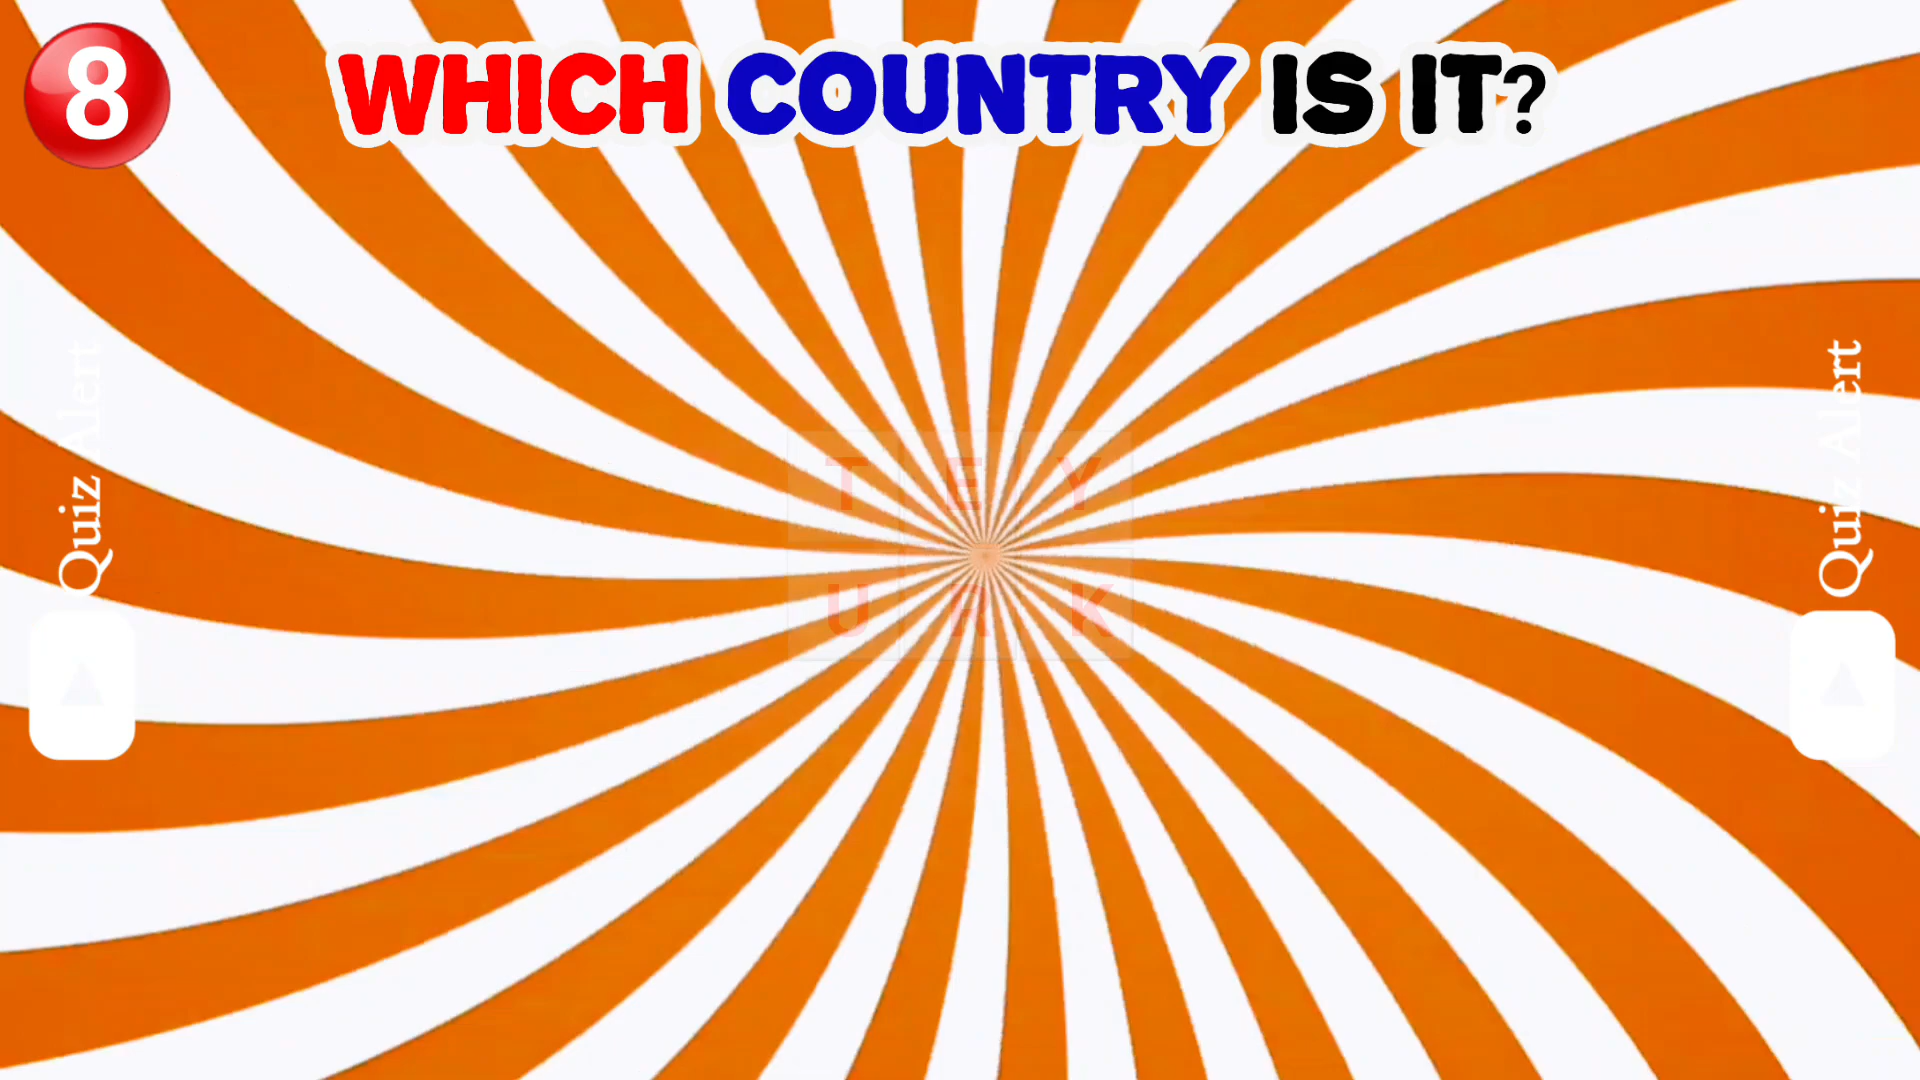 8
WHICH COUNTRY IS IT?
Quiz Alert
T E Y
U R K
Quiz Alert